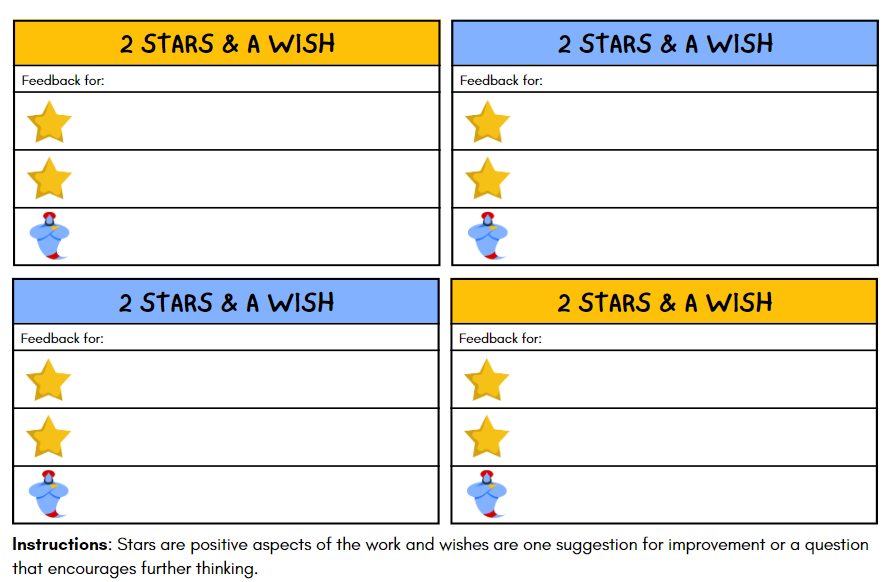 2 STARS & A WISH
Feedback for:
2 STARS & A WISH
Feedback for:
2 STARS & A WISH
Feedback for:
2 STARS & A WISH
Feedback for:
Instructions: Stars are positive aspects of the work and wishes are one suggestion for improvement or a question
that encourages further thinking.